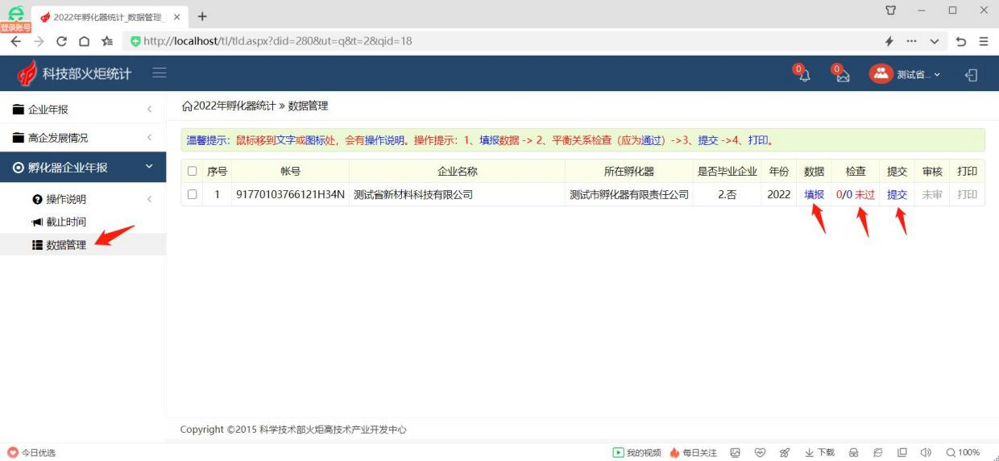 登录账号
2022年孵化器统计_数据管理_
http://localhost/tl/tld.aspx?did=280&ut=q&t=2&qid=18
科技部火炬统计
0
0
测试省...
企业年报
高企发展情况
孵化器企业年报
操作说明
截止时间
数据管理
2022年孵化器统计 » 数据管理
温馨提示：鼠标移到文字或图标处，会有操作说明。操作提示：1、填报数据 -> 2、平衡关系检查（应为通过）->3、提交 ->4、打印。
序号 帐号 企业名称 所在孵化器 是否毕业企业 年份 数据 检查 提交 审核 打印
1 91770103766121H34N 测试省新材料科技有限公司 测试市孵化器有限责任公司 2.否 2022 填报 0/0 未过 提交 未审 打印
Copyright ©2015 科学技术部火炬高技术产业开发中心
今日优选
我的视频 每日关注 下载 100%